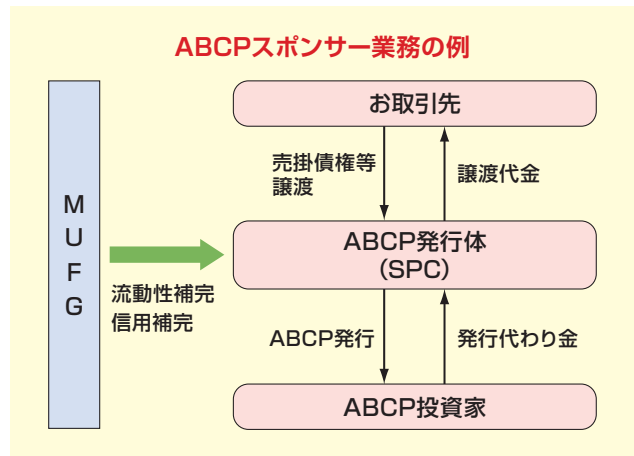 ABCPスポンサー業務の例
お取引先
売掛債権等
譲渡
譲渡代金
MUFG
ABCP発行体
(SPC)
流動性補完
信用補完
ABCP発行
発行代わり金
ABCP投資家